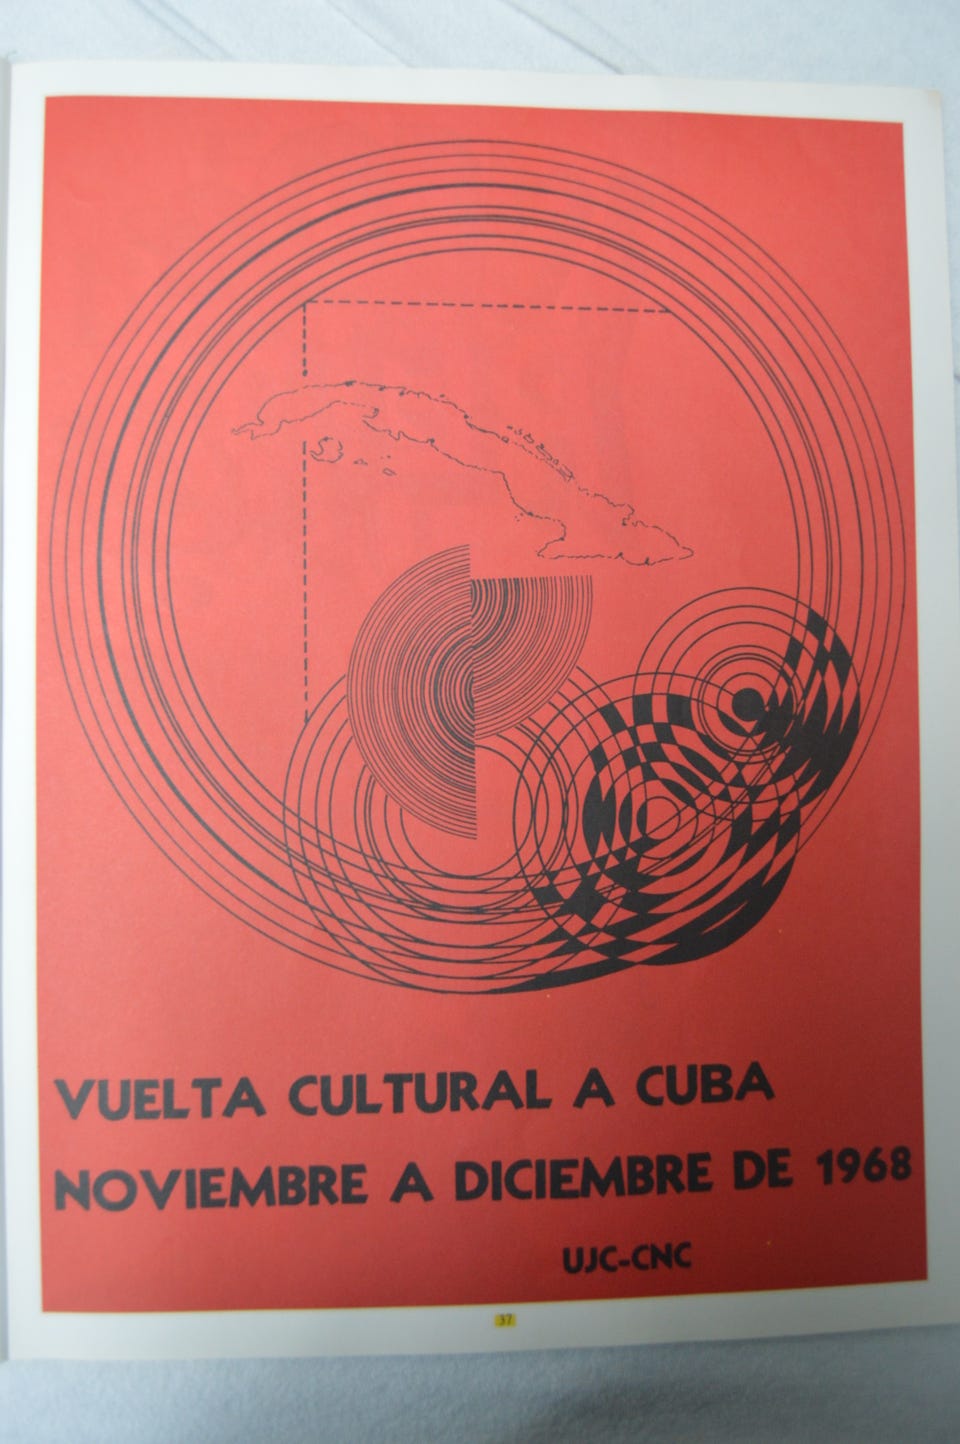 VUELTA CULTURAL A CUBA
NOVIEMBRE A DICIEMBRE DE 1968
UJC-CNC
37